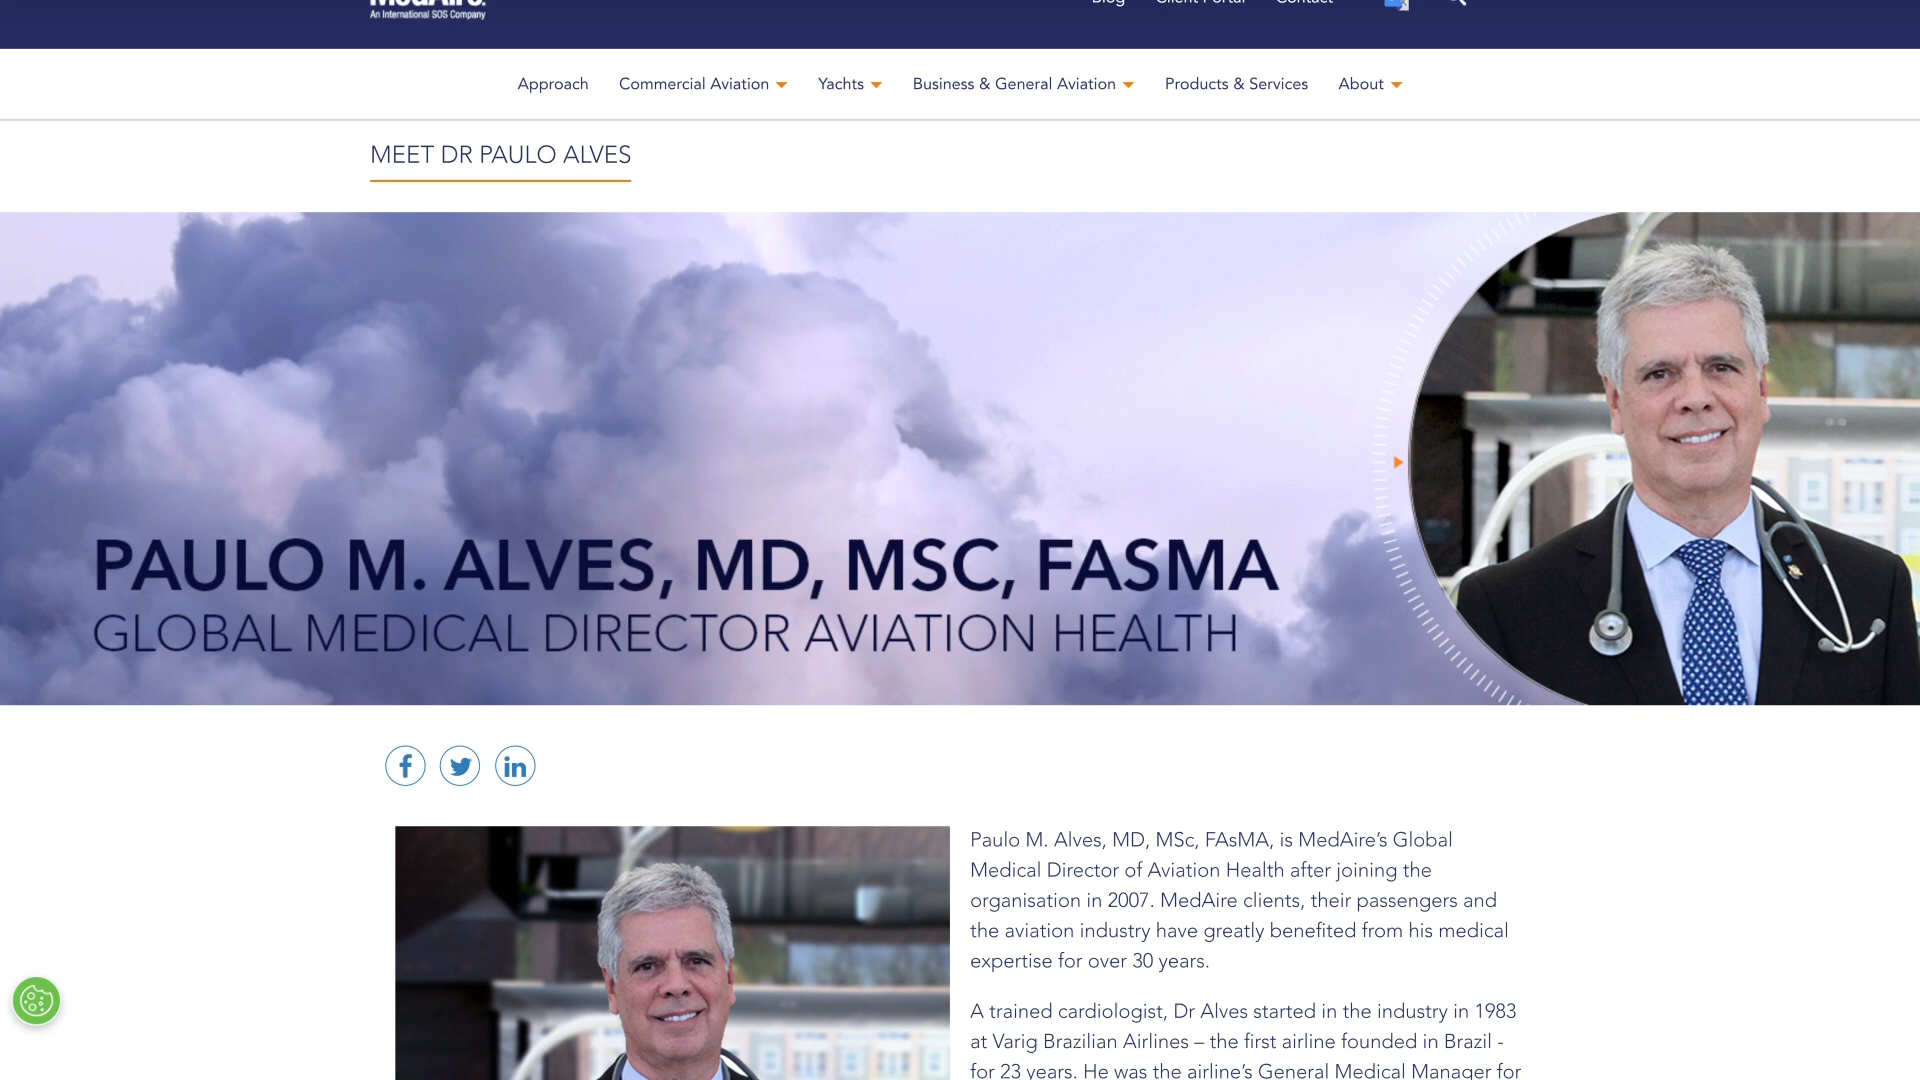 MedAire.
An International SOS Company
Blog Client Portal Contact
Approach Commercial Aviation Yachts Business & General Aviation Products & Services About
MEET DR PAULO ALVES
PAULO M. ALVES, MD, MSC, FASMA
GLOBAL MEDICAL DIRECTOR AVIATION HEALTH
Paulo M. Alves, MD, MSc, FAsMA, is MedAire’s Global
Medical Director of Aviation Health after joining the
organisation in 2007. MedAire clients, their passengers and
the aviation industry have greatly benefited from his medical
expertise for over 30 years.
A trained cardiologist, Dr Alves started in the industry in 1983
at Varig Brazilian Airlines – the first airline founded in Brazil -
for 23 years. He was the airline’s General Medical Manager for